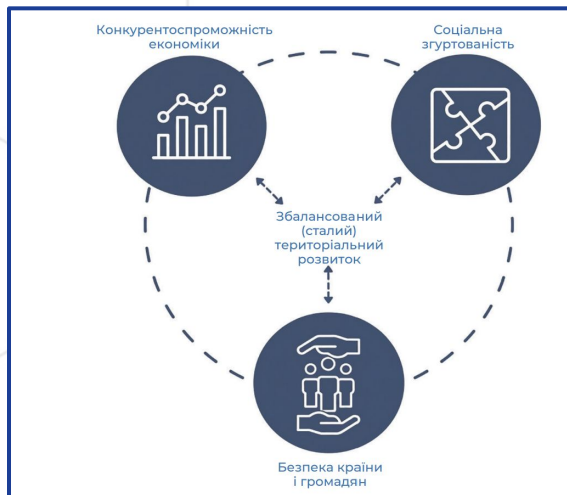 Конкурентоспроможність
економіки
Соціальна
згуртованість
Збалансований
(сталий)
територіальний
розвиток
Безпека країни
і громадян